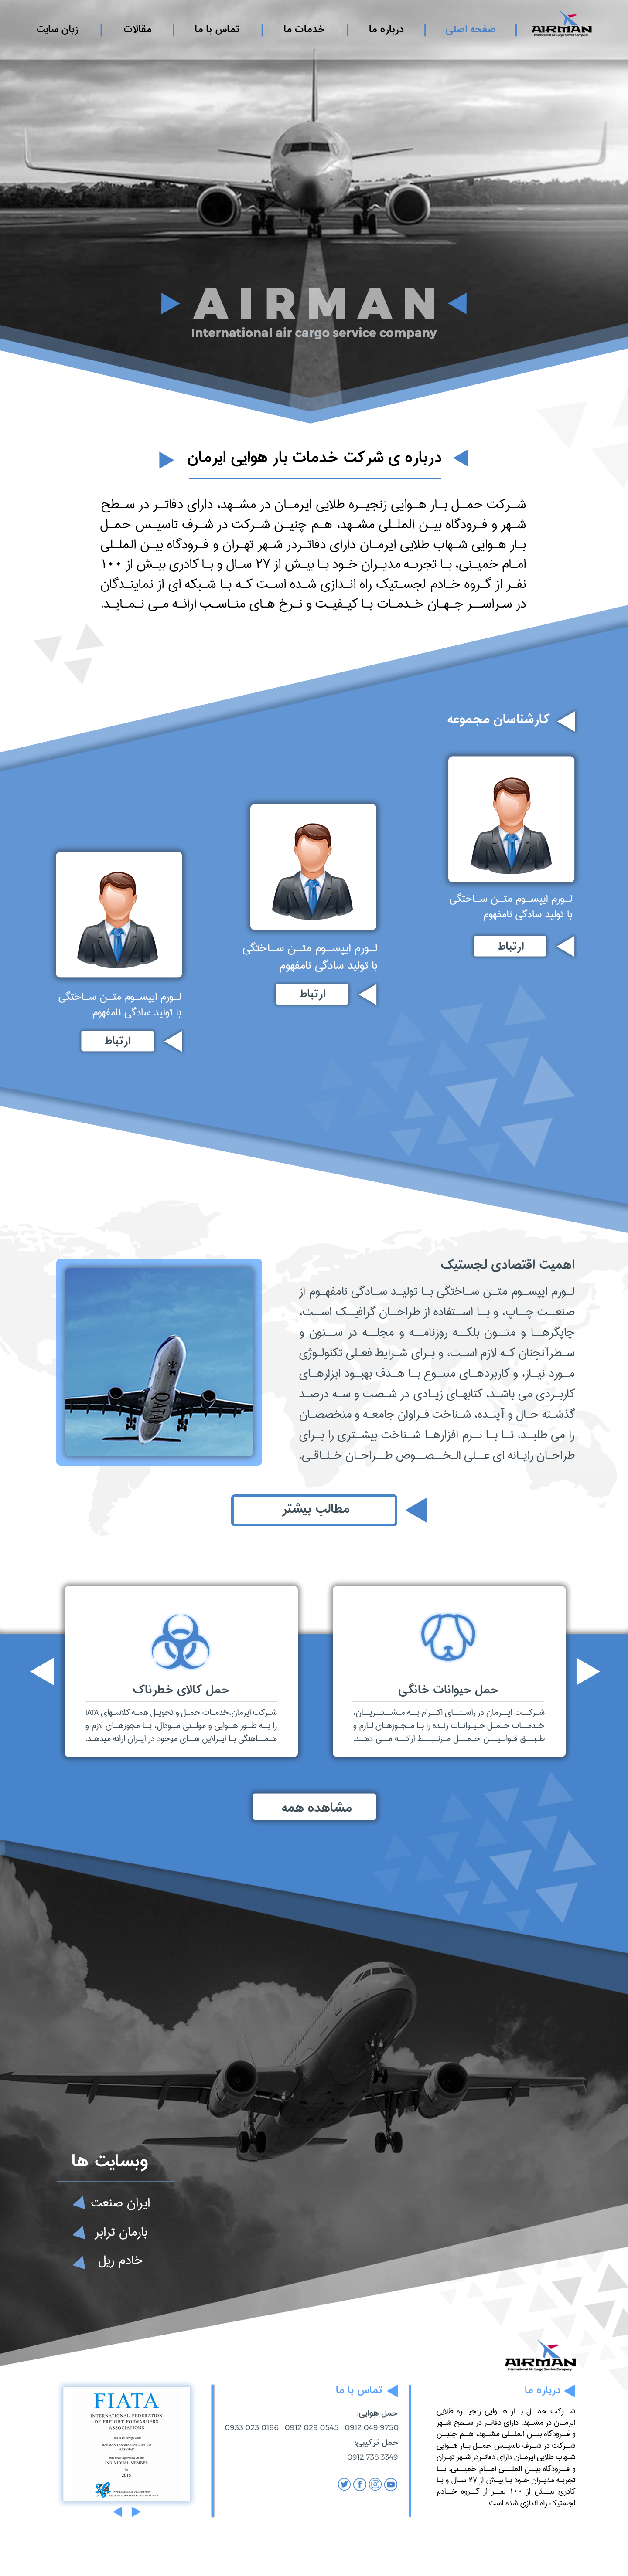 AIRMAN
International Air Cargo Service Company
صفحه اصلی
درباره ما
خدمات ما
تماس با ما
مقالات
زبان سایت
AIRMAN
International air cargo service company
درباره ی شرکت خدمات بار هوایی ایرمان
شرکت حمل بار هوایی زنجیره طلایی ایرمان در مشهد، دارای دفاتر در سطح
شهر و فرودگاه بین المللی مشهد، هم چنین شرکت در شرف تاسیس حمل
بار هوایی شهاب طلایی ایرمان دارای دفاتردر شهر تهران و فرودگاه بین المللی
امام خمینی، با تجربه مدیران خود با بیش از ۲۷ سال و با کادری بیش از ۱۰۰
نفر از گروه خادم لجستیک راه اندازی شده است که با شبکه ای از نمایندگان
در سراسر جهان خدمات با کیفیت و نرخ های مناسب ارائه می نماید.
کارشناسان مجموعه
لورم ایپسوم متن ساختگی
با تولید سادگی نامفهوم
ارتباط
لورم ایپسوم متن ساختگی
با تولید سادگی نامفهوم
ارتباط
لورم ایپسوم متن ساختگی
با تولید سادگی نامفهوم
ارتباط
اهمیت اقتصادی لجستیک
لورم ایپسوم متن ساختگی با تولید سادگی نامفهوم از
صنعت چاپ، و با استفاده از طراحان گرافیک است،
چاپگرها و متون بلکه روزنامه و مجله در ستون و
سطرآنچنان که لازم است، و برای شرایط فعلی تکنولوژی
مورد نیاز، و کاربردهای متنوع با هدف بهبود ابزارهای
کاربردی می باشد، کتابهای زیادی در شصت و سه درصد
گذشته حال و آینده، شناخت فراوان جامعه و متخصصان
را می طلبد، تا با نرم افزارها شناخت بیشتری را برای
طراحان رایانه ای علی الخصوص طراحان خلاقی.
QATAR
مطالب بیشتر
حمل حیوانات خانگی
شرکت ایرمان در راستای اکرام به مشتریان،
خدمات حمل حیوانات زنده را با مجوزهای لازم و
طبق قوانین حمل مرتبط ارائه می دهد.
حمل کالای خطرناک
شرکت ایرمان،خدمات حمل و تحویل همه کلاسهای IATA
را به طور هوایی و مولتی مودال، با مجوزهای لازم و
هماهنگی با ایرلاین های موجود در ایران ارائه میدهد.
مشاهده همه
وبسایت ها
ایران صنعت
بارمان ترابر
خادم ریل
AIRMAN
International Air Cargo Service Company
درباره ما
شرکت حمل بار هوایی زنجیره طلایی
ایرمان در مشهد، دارای دفاتر در سطح شهر
و فرودگاه بین المللی مشهد، هم چنین
شرکت در شرف تاسیس حمل بار هوایی
شهاب طلایی ایرمان دارای دفاتردر شهر تهران
و فرودگاه بین المللی امام خمینی، با
تجربه مدیران خود با بیش از ۲۷ سال و با
کادری بیش از ۱۰۰ نفر از گروه خادم
لجستیک راه اندازی شده است.
تماس با ما
حمل هوایی:
0933 023 0186 0912 029 0545 0912 049 9750
حمل ترکیبی:
0912 738 3349
FIATA
INTERNATIONAL FEDERATION
OF FREIGHT FORWARDERS
ASSOCIATIONS
This is to certify that
MASHHAD
has been approved as an
INDIVIDUAL MEMBER
for
2013
INTERNATIONAL FEDERATION
OF FREIGHT FORWARDERS ASSOCIATIONS